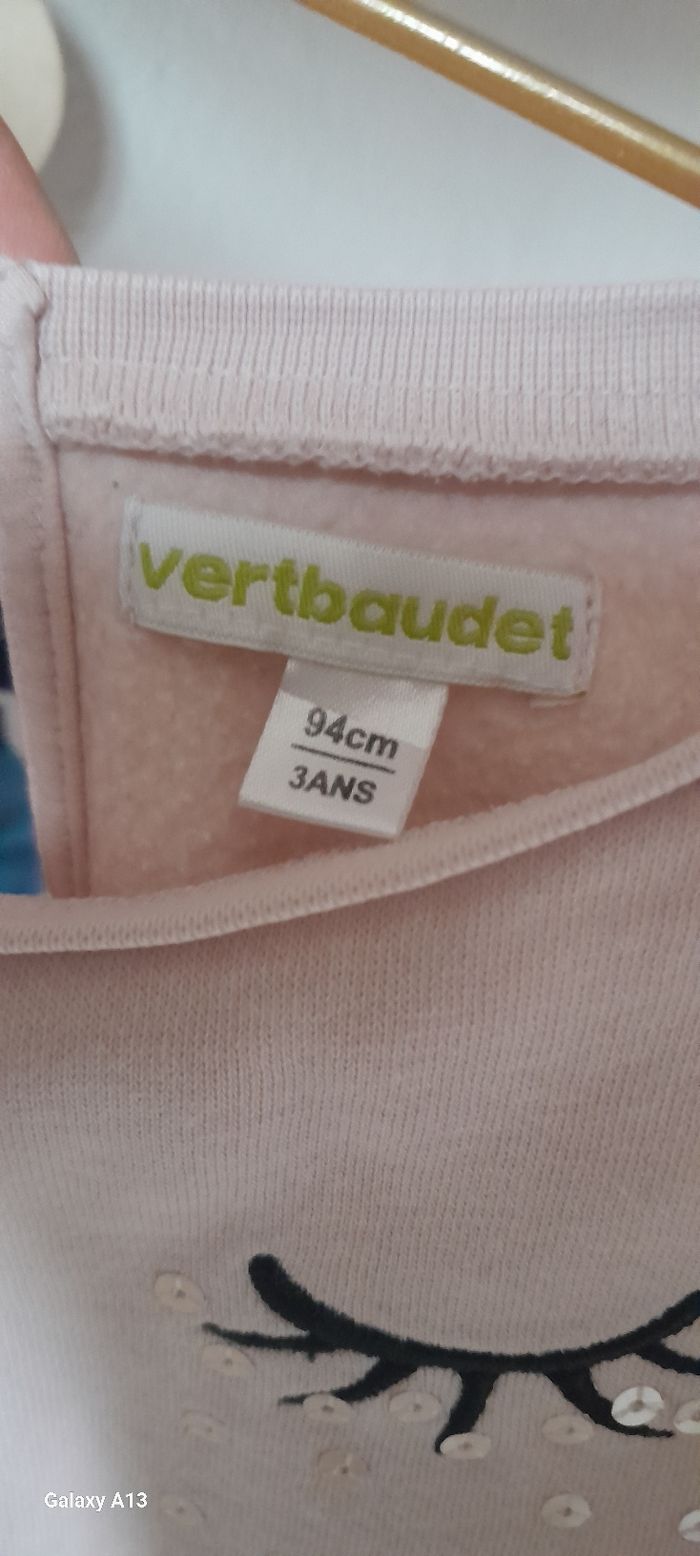 vertbaudet
94cm
3ANS
Galaxy A13